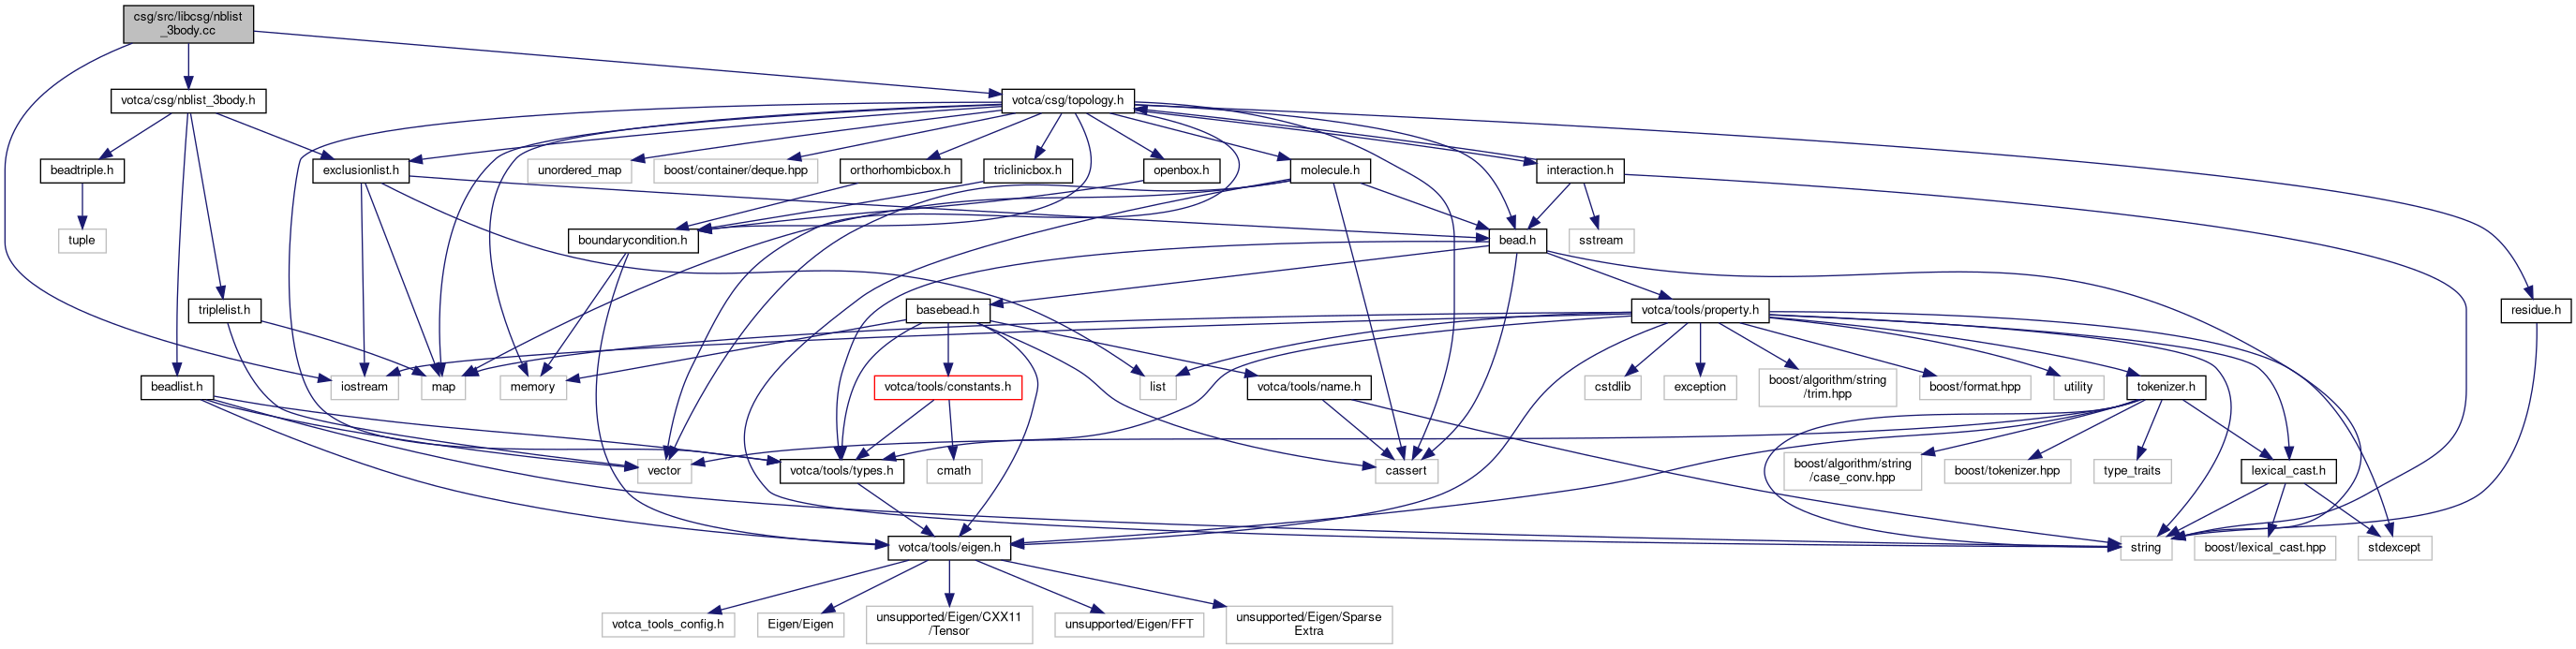 csg/src/libcsg/nblist
_3body.cc
votca/csg/nblist_3body.h
votca/csg/topology.h
beadtriple.h
exclusionlist.h
unordered_map
boost/container/deque.hpp
orthorhombicbox.h
triclinicbox.h
openbox.h
molecule.h
interaction.h
tuple
boundarycondition.h
bead.h
sstream
triplelist.h
basebead.h
votca/tools/property.h
residue.h
beadlist.h
iostream
map
memory
votca/tools/constants.h
list
votca/tools/name.h
cstdlib
exception
boost/algorithm/string
/trim.hpp
boost/format.hpp
utility
tokenizer.h
vector
votca/tools/types.h
cmath
cassert
boost/algorithm/string
/case_conv.hpp
boost/tokenizer.hpp
type_traits
lexical_cast.h
votca/tools/eigen.h
string
boost/lexical_cast.hpp
stdexcept
votca_tools_config.h
Eigen/Eigen
unsupported/Eigen/CXX11
/Tensor
unsupported/Eigen/FFT
unsupported/Eigen/Sparse
Extra